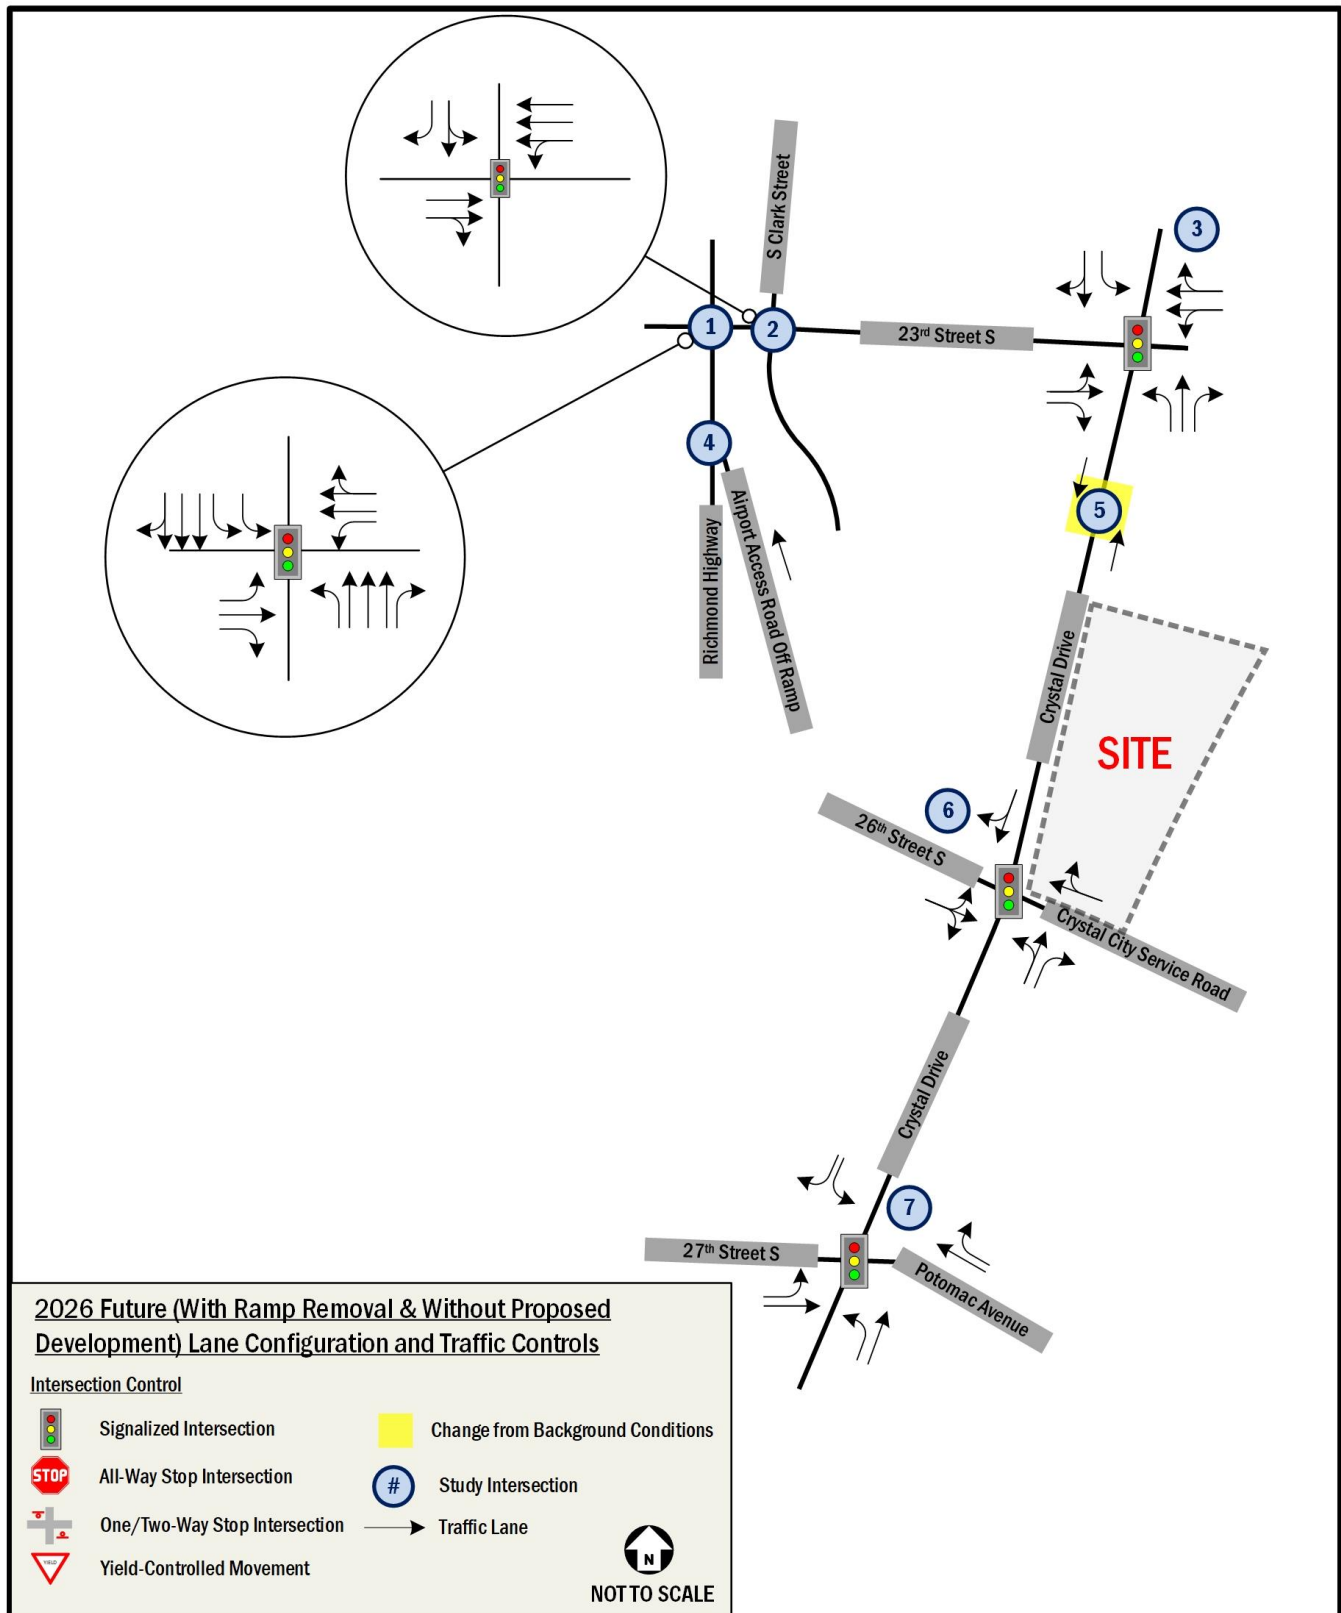 S Clark Street
3
1
2
23rd Street S
4
5
Richmond Highway
Airport Access Road Off Ramp
Crystal Drive
SITE
6
26th Street S
Crystal City Service Road
Crystal Drive
7
27th Street S
Potomac Avenue
2026 Future (With Ramp Removal & Without Proposed
Development) Lane Configuration and Traffic Controls
Intersection Control
Signalized Intersection
Change from Background Conditions
STOP
All-Way Stop Intersection
#
Study Intersection
One/Two-Way Stop Intersection
Traffic Lane
YIELD
Yield-Controlled Movement
N
NOT TO SCALE